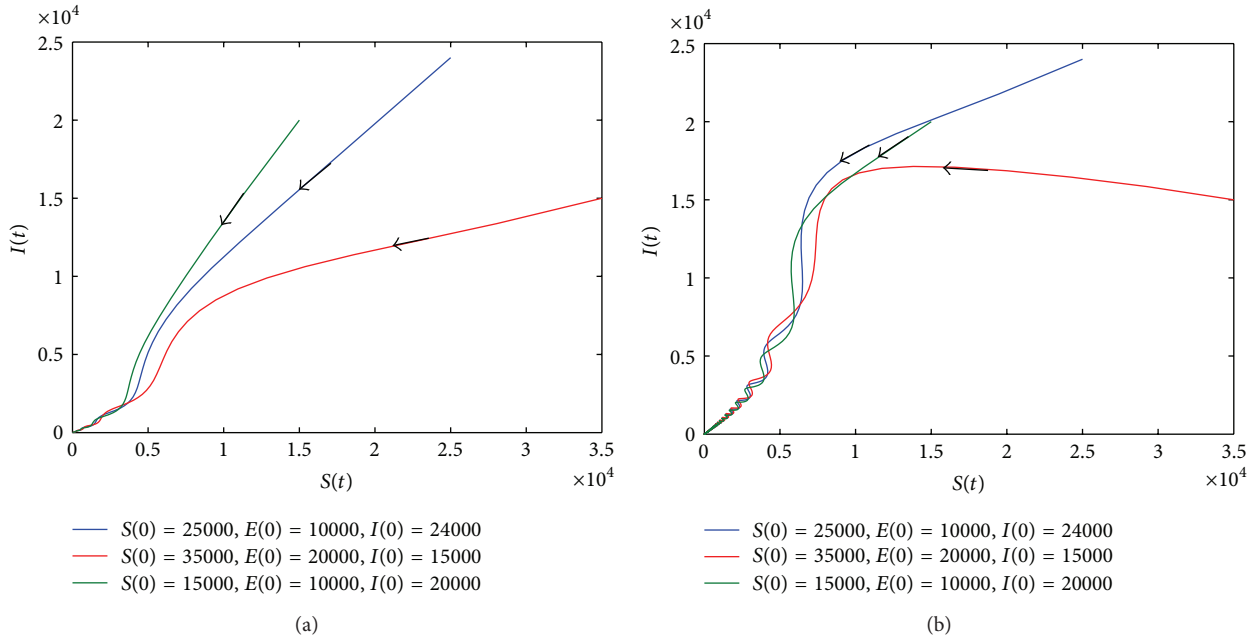 ×10⁴
2.5
2
1.5
1
0.5
0
I(t)
0 0.5 1 1.5 2 2.5 3 3.5
×10⁴
S(t)
S(0) = 25000, E(0) = 10000, I(0) = 24000
S(0) = 35000, E(0) = 20000, I(0) = 15000
S(0) = 15000, E(0) = 10000, I(0) = 20000
(a)
×10⁴
2.5
2
1.5
1
0.5
0
I(t)
0 0.5 1 1.5 2 2.5 3 3.5
×10⁴
S(t)
S(0) = 25000, E(0) = 10000, I(0) = 24000
S(0) = 35000, E(0) = 20000, I(0) = 15000
S(0) = 15000, E(0) = 10000, I(0) = 20000
(b)